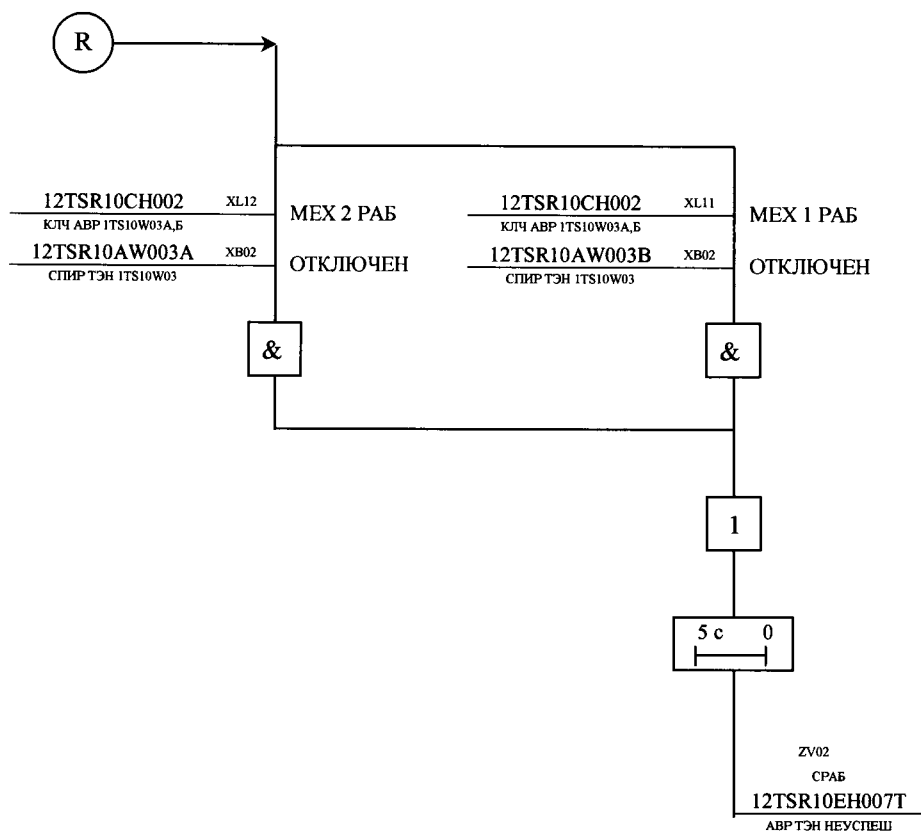 R
12TSR10CH002 XL12 МЕХ 2 РАБ
КЛЧ АВР 1TS10W03А,Б
12TSR10AW003A XB02 ОТКЛЮЧЕН
СПИР ТЭН 1TS10W03
12TSR10CH002 XL11 МЕХ 1 РАБ
КЛЧ АВР 1TS10W03А,Б
12TSR10AW003B XB02 ОТКЛЮЧЕН
СПИР ТЭН 1TS10W03
&
&
1
5 с 0
ZV02
СРАБ
12TSR10EH007T
АВР ТЭН НЕУСПЕШ